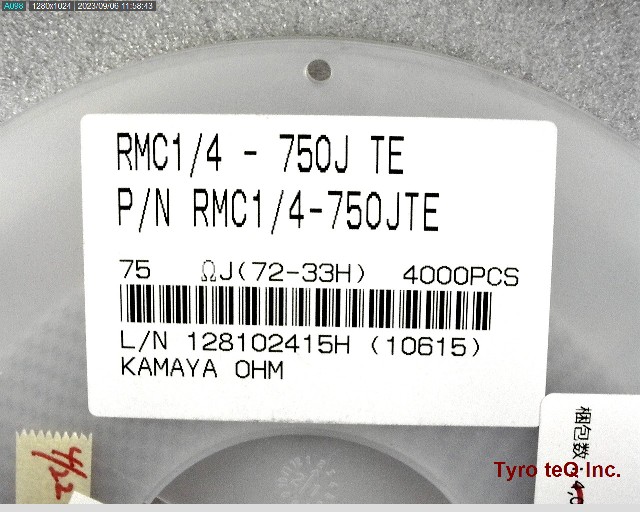 A098 1280x1024 2023/09/06 11:58:43
RMC1/4 - 750J TE
P/N RMC1/4-750JTE
75 ΩJ(72-33H) 4000PCS
L/N 128102415H (10615)
KAMAYA OHM
梱包数
Tyro teQ Inc.